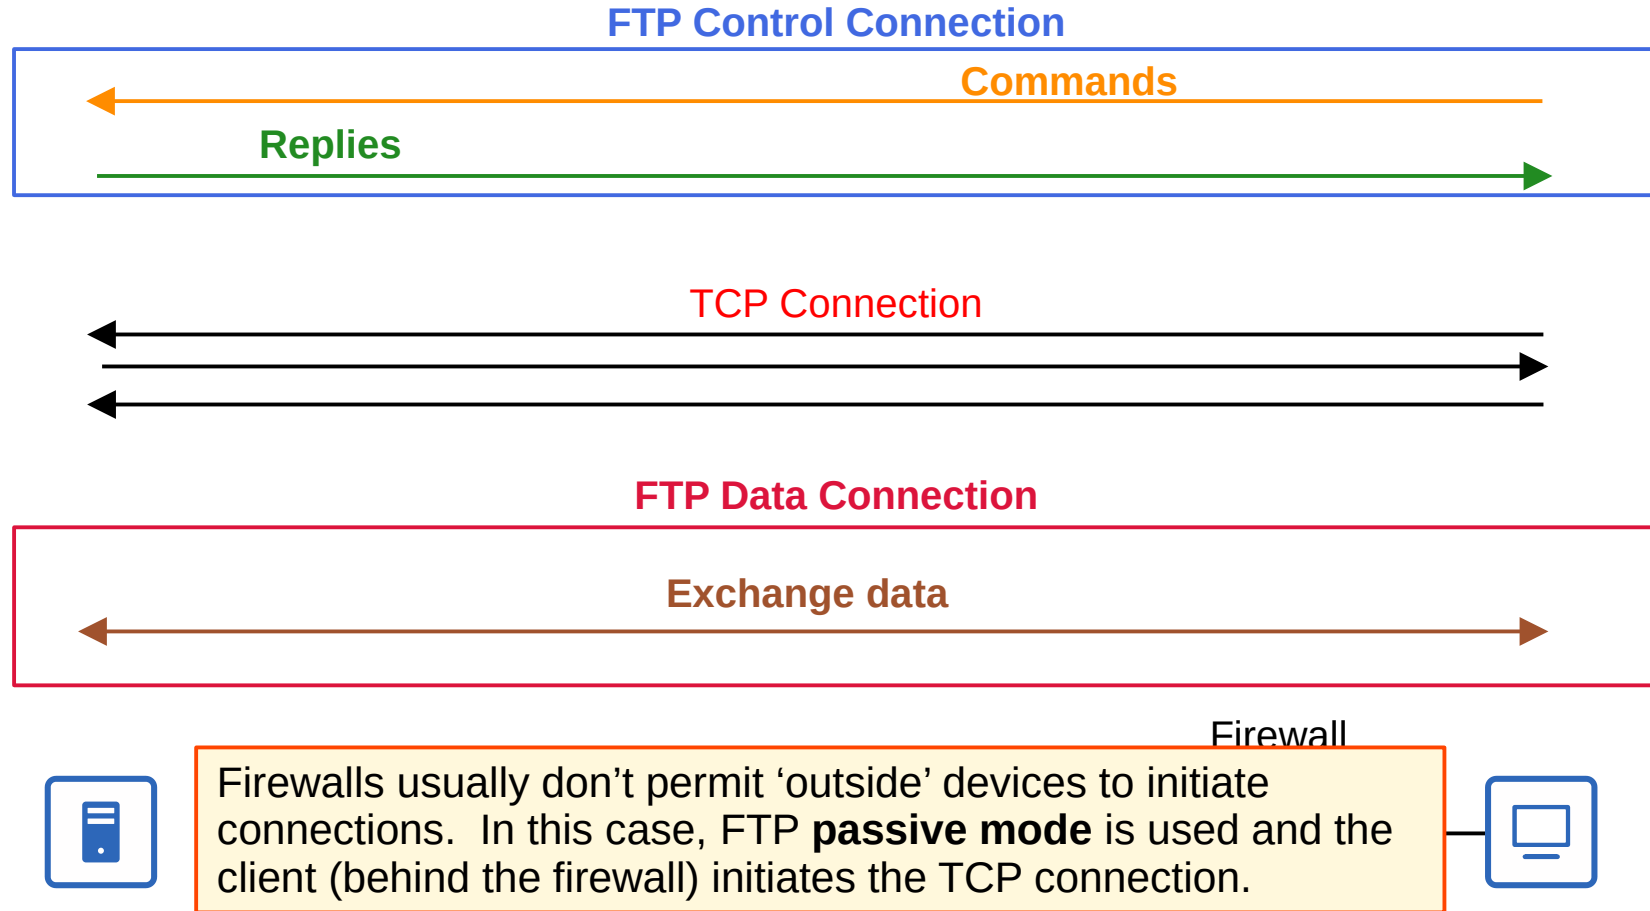 FTP Control Connection
Commands
Replies
TCP Connection
FTP Data Connection
Exchange data
Firewall
Firewalls usually don’t permit ‘outside’ devices to initiate
connections.  In this case, FTP passive mode is used and the
client (behind the firewall) initiates the TCP connection.